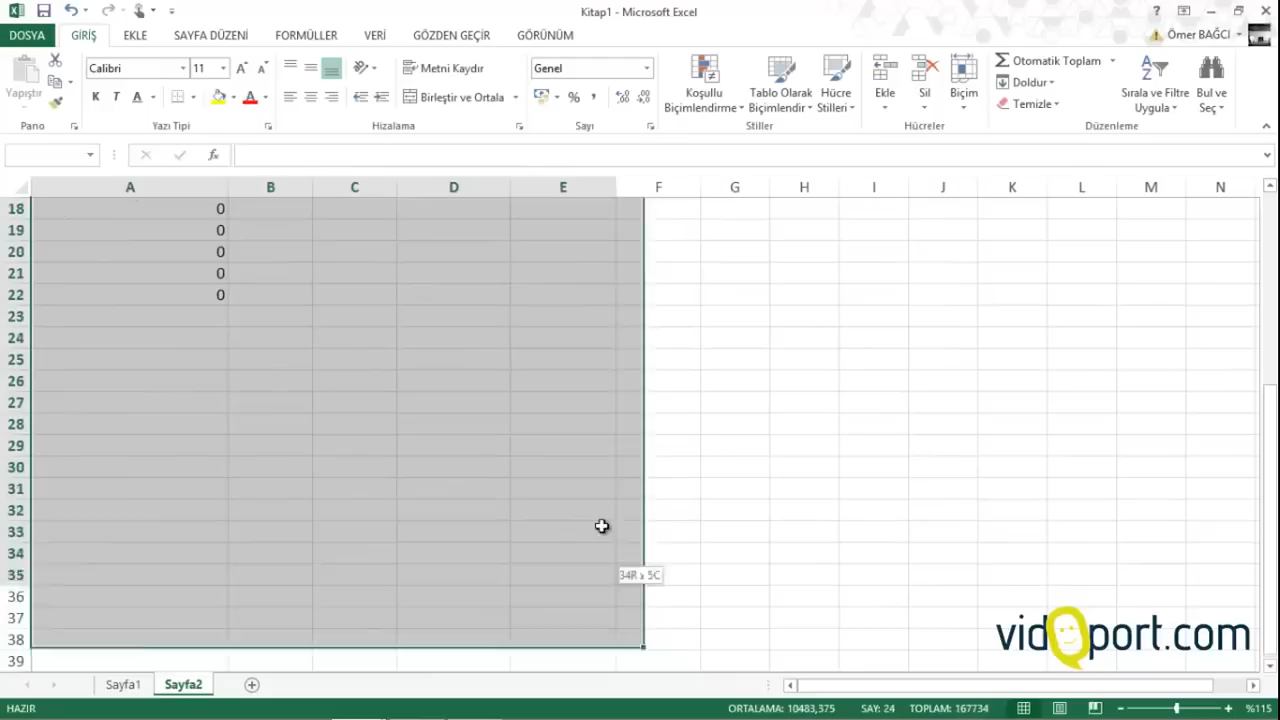 Kitap1 - Microsoft Excel
?
DOSYA GİRİŞ EKLE SAYFA DÜZENİ FORMÜLLER VERİ GÖZDEN GEÇİR GÖRÜNÜM Ömer BAĞCI
Yapıştır
Pano
Calibri 11
K T A
Yazı Tipi
Metni Kaydır
Birleştir ve Ortala
Hizalama
Genel
%
Sayı
Koşullu Biçimlendirme
Tablo Olarak Biçimlendir
Hücre Stilleri
Stiller
Ekle Sil Biçim
Hücreler
Otomatik Toplam
Doldur
Temizle
Sırala ve Filtre Uygula
Bul ve Seç
Düzenleme
fx
A B C D E F G H I J K L M N
18 0
19 0
20 0
21 0
22 0
23
24
25
26
27
28
29
30
31
32
33
34
35
34R x 5C
36
37
38
39
vidoport.com
Sayfa1 Sayfa2
HAZIR ORTALAMA: 10483,375 SAY: 24 TOPLAM: 167734 %115